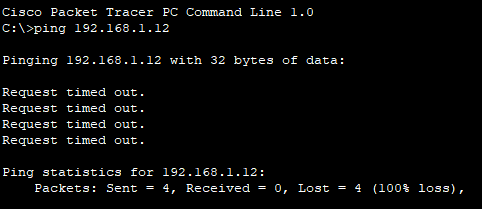 Cisco Packet Tracer PC Command Line 1.0
C:\>ping 192.168.1.12
Pinging 192.168.1.12 with 32 bytes of data:
Request timed out.
Request timed out.
Request timed out.
Request timed out.
Ping statistics for 192.168.1.12:
    Packets: Sent = 4, Received = 0, Lost = 4 (100% loss),